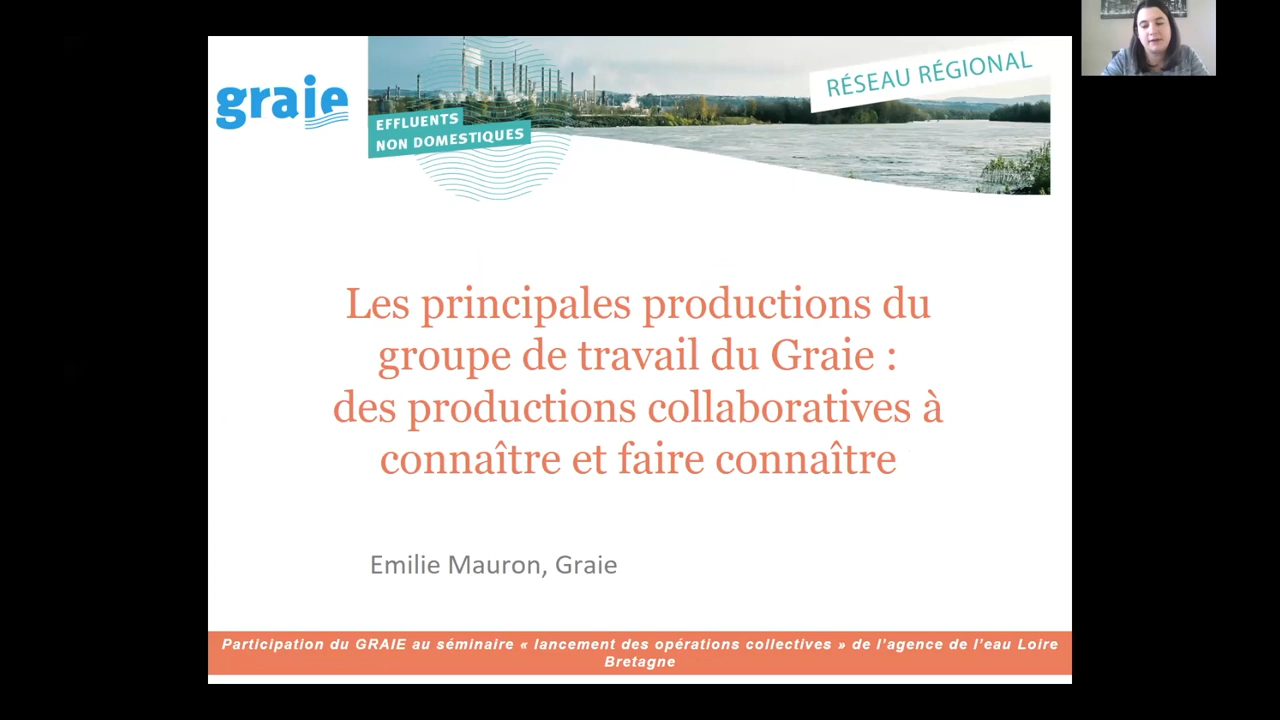 graie
EFFLUENTS
NON DOMESTIQUES
RÉSEAU RÉGIONAL
Les principales productions du
groupe de travail du Graie :
des productions collaboratives à
connaître et faire connaître
Emilie Mauron, Graie
Participation du GRAIE au séminaire « lancement des opérations collectives » de l'agence de l'eau Loire
Bretagne